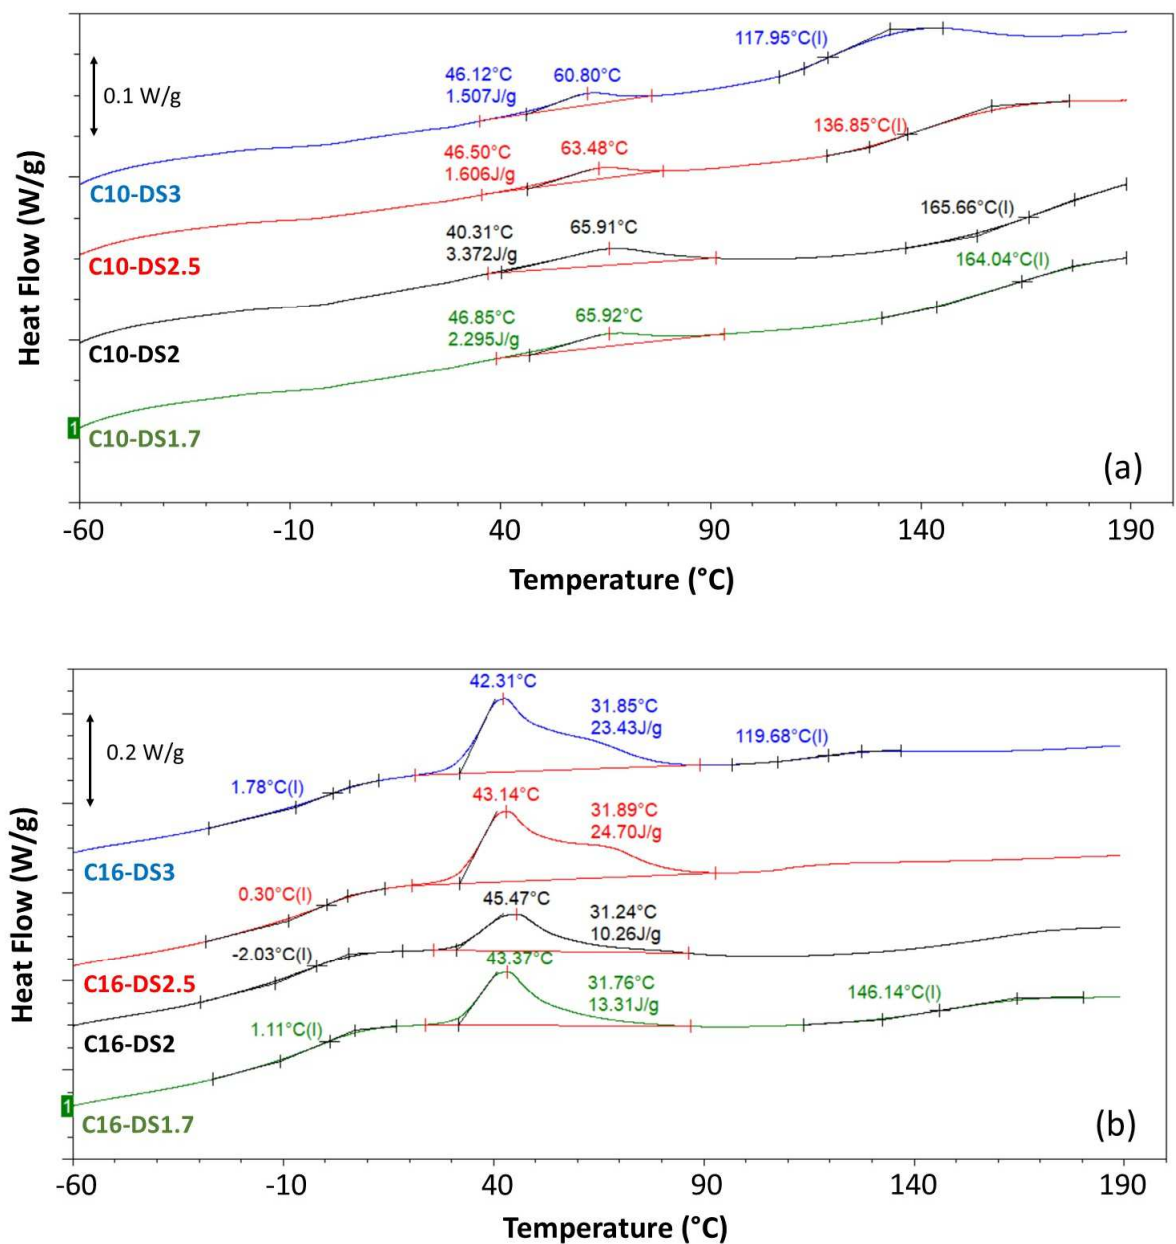 117.95°C(I)
46.12°C
60.80°C
1.507J/g
0.1 W/g
136.85°C(I)
46.50°C
63.48°C
1.606J/g
C10-DS3
165.66°C(I)
40.31°C
65.91°C
3.372J/g
C10-DS2.5
164.04°C(I)
46.85°C
65.92°C
2.295J/g
C10-DS2
1
C10-DS1.7
(a)
Heat Flow (W/g)
-60
-10
40
90
140
190
Temperature (°C)
42.31°C
31.85°C
23.43J/g
119.68°C(I)
0.2 W/g
1.78°C(I)
43.14°C
31.89°C
24.70J/g
C16-DS3
0.30°C(I)
45.47°C
31.24°C
10.26J/g
-2.03°C(I)
43.37°C
C16-DS2.5
31.76°C
13.31J/g
146.14°C(I)
1.11°C(I)
C16-DS2
1
C16-DS1.7
(b)
Heat Flow (W/g)
-60
-10
40
90
140
190
Temperature (°C)